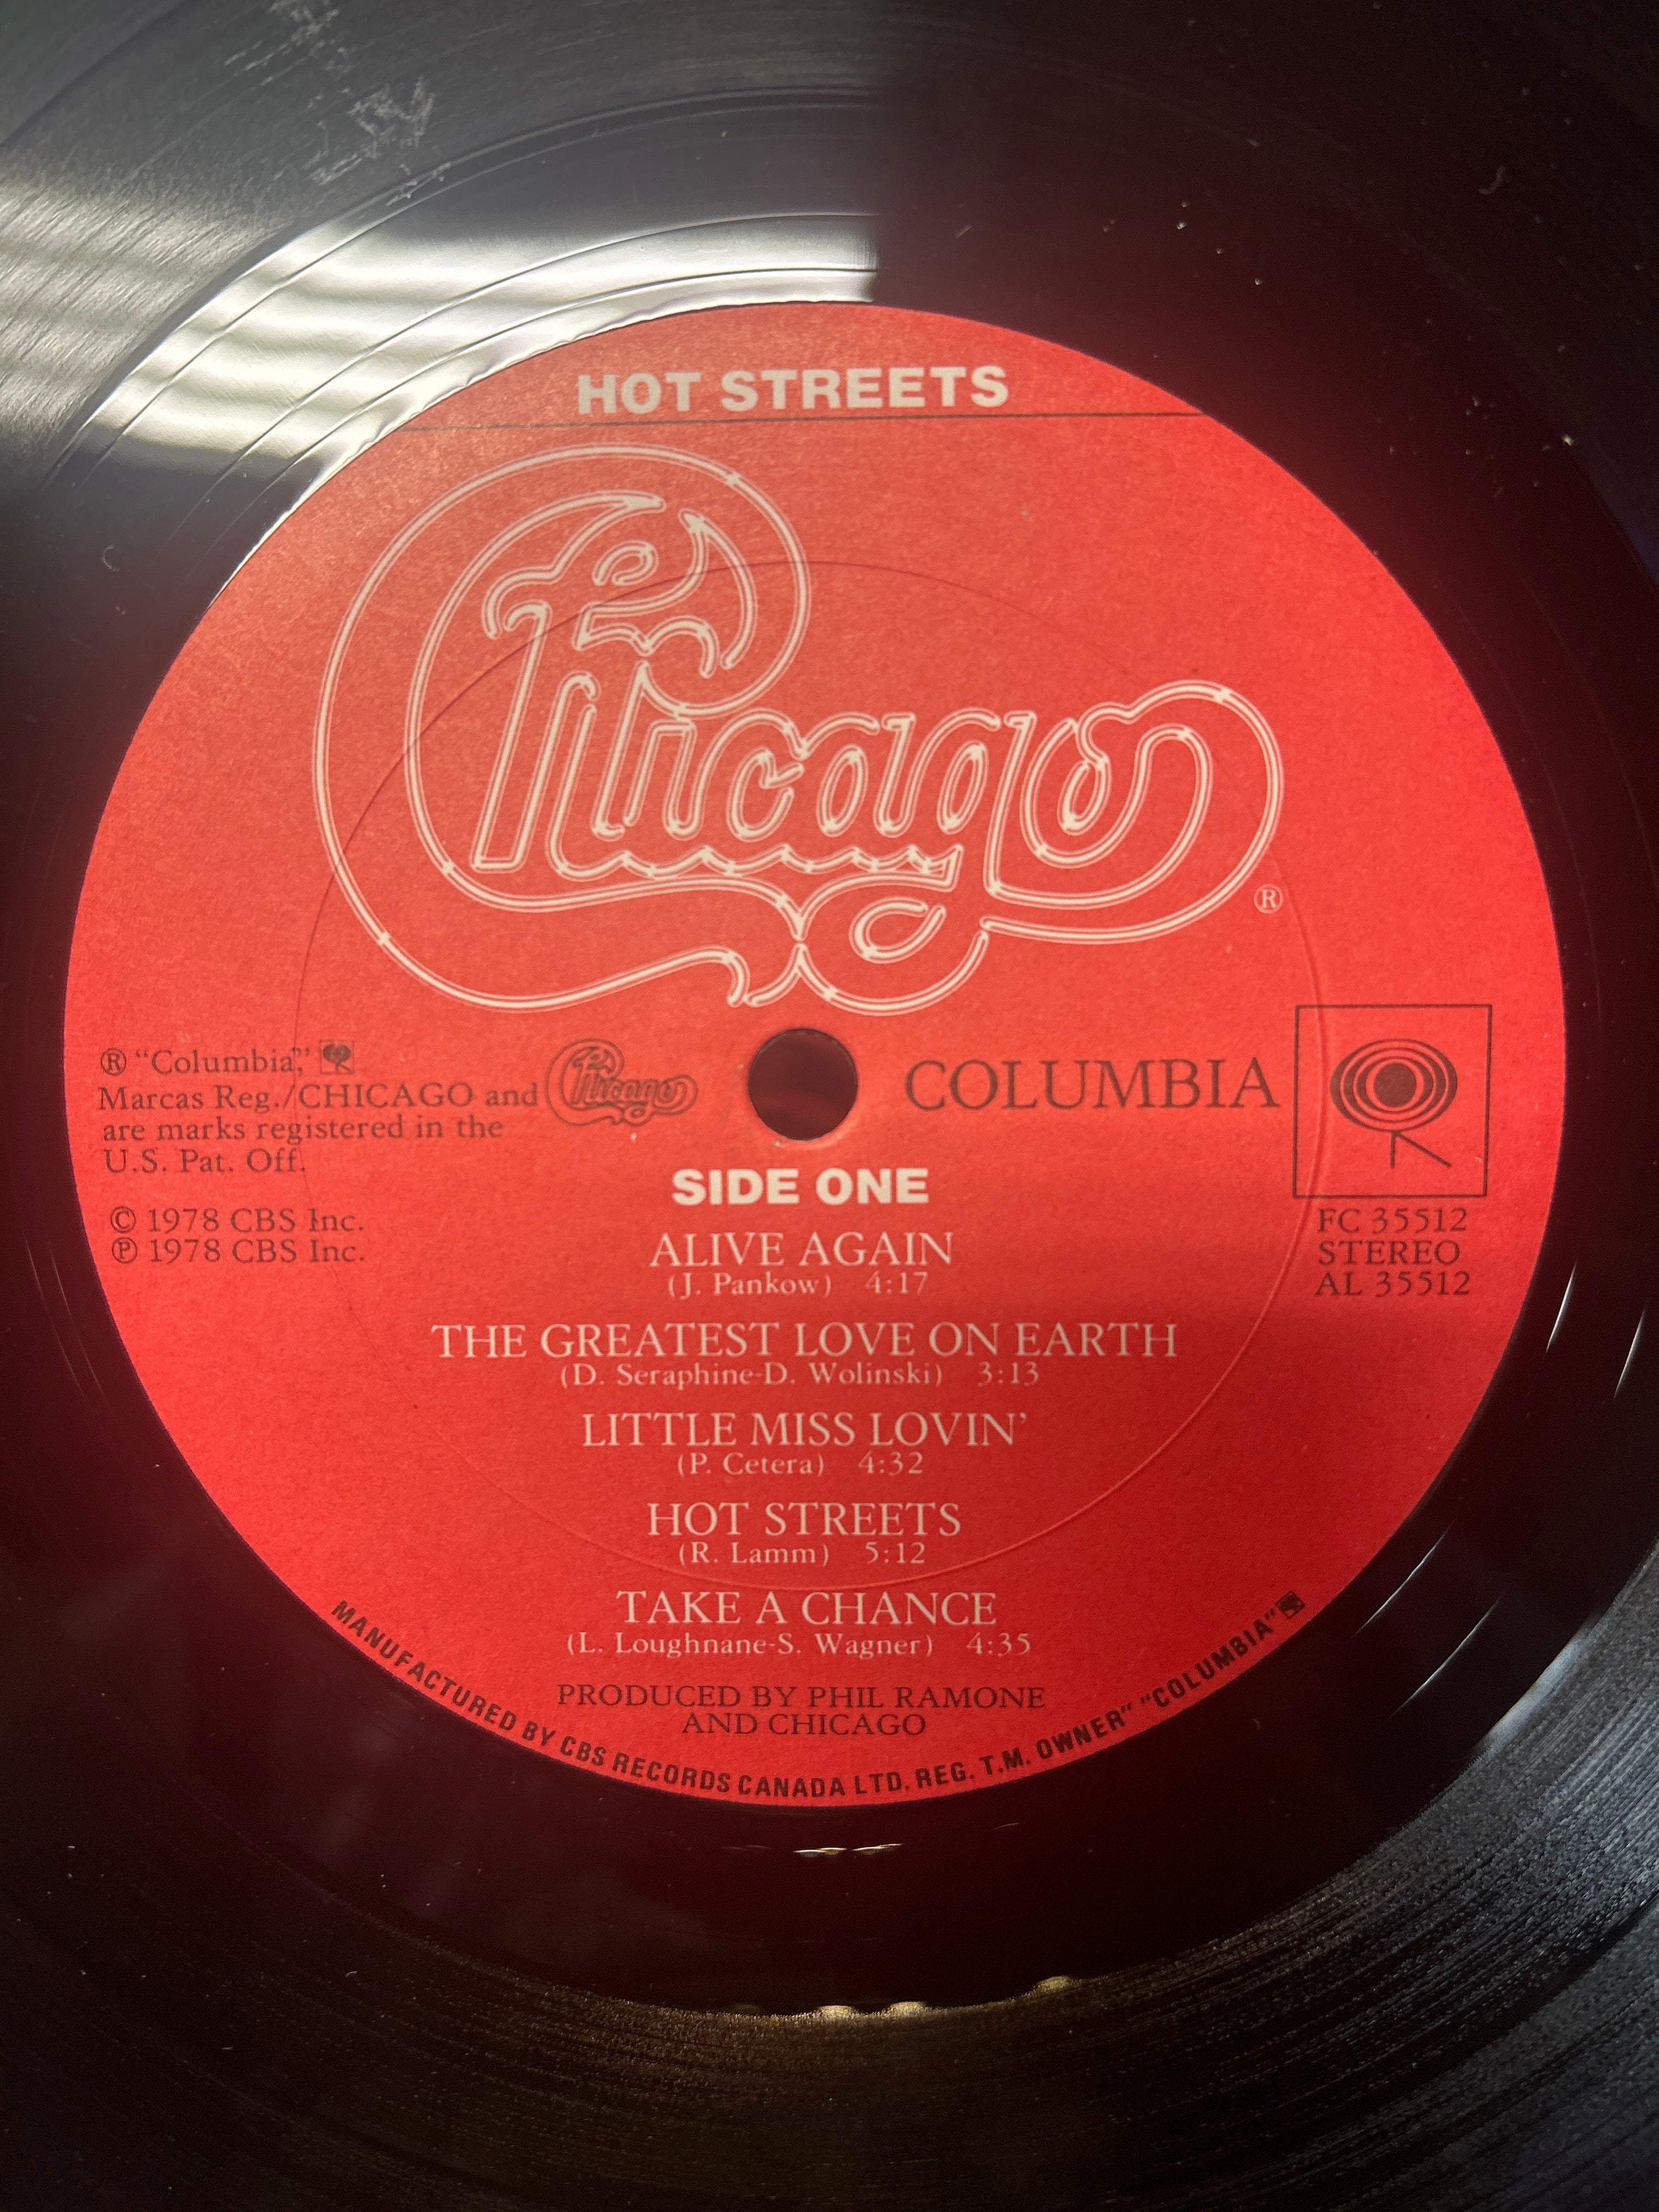 HOT STREETS
Chicago
®
® "Columbia,"
Marcas Reg./CHICAGO and Chicago
are marks registered in the
U.S. Pat. Off.
© 1978 CBS Inc.
℗ 1978 CBS Inc.
COLUMBIA
FC 35512
STEREO
AL 35512
SIDE ONE
ALIVE AGAIN
(J. Pankow) 4:17
THE GREATEST LOVE ON EARTH
(D. Seraphine-D. Wolinski) 3:13
LITTLE MISS LOVIN'
(P. Cetera) 4:32
HOT STREETS
(R. Lamm) 5:12
TAKE A CHANCE
(L. Loughnane-S. Wagner) 4:35
PRODUCED BY PHIL RAMONE
AND CHICAGO
MANUFACTURED BY CBS RECORDS CANADA LTD. REG. T.M. OWNER" "COLUMBIA"